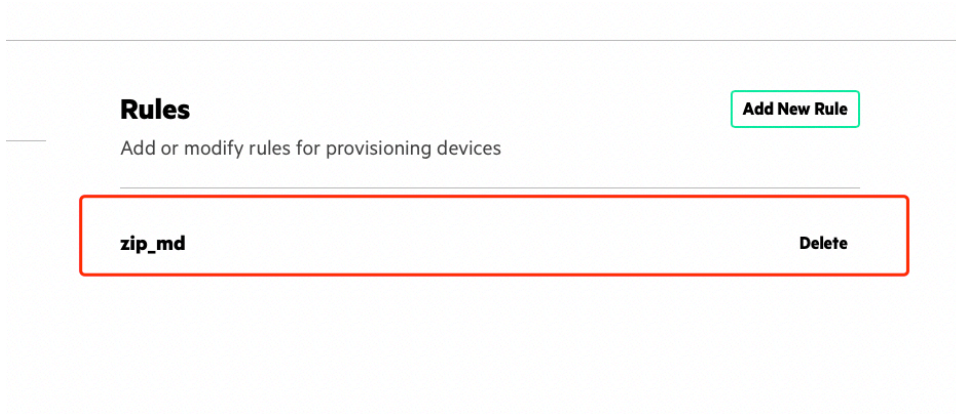 Rules
Add New Rule
Add or modify rules for provisioning devices
zip_md
Delete